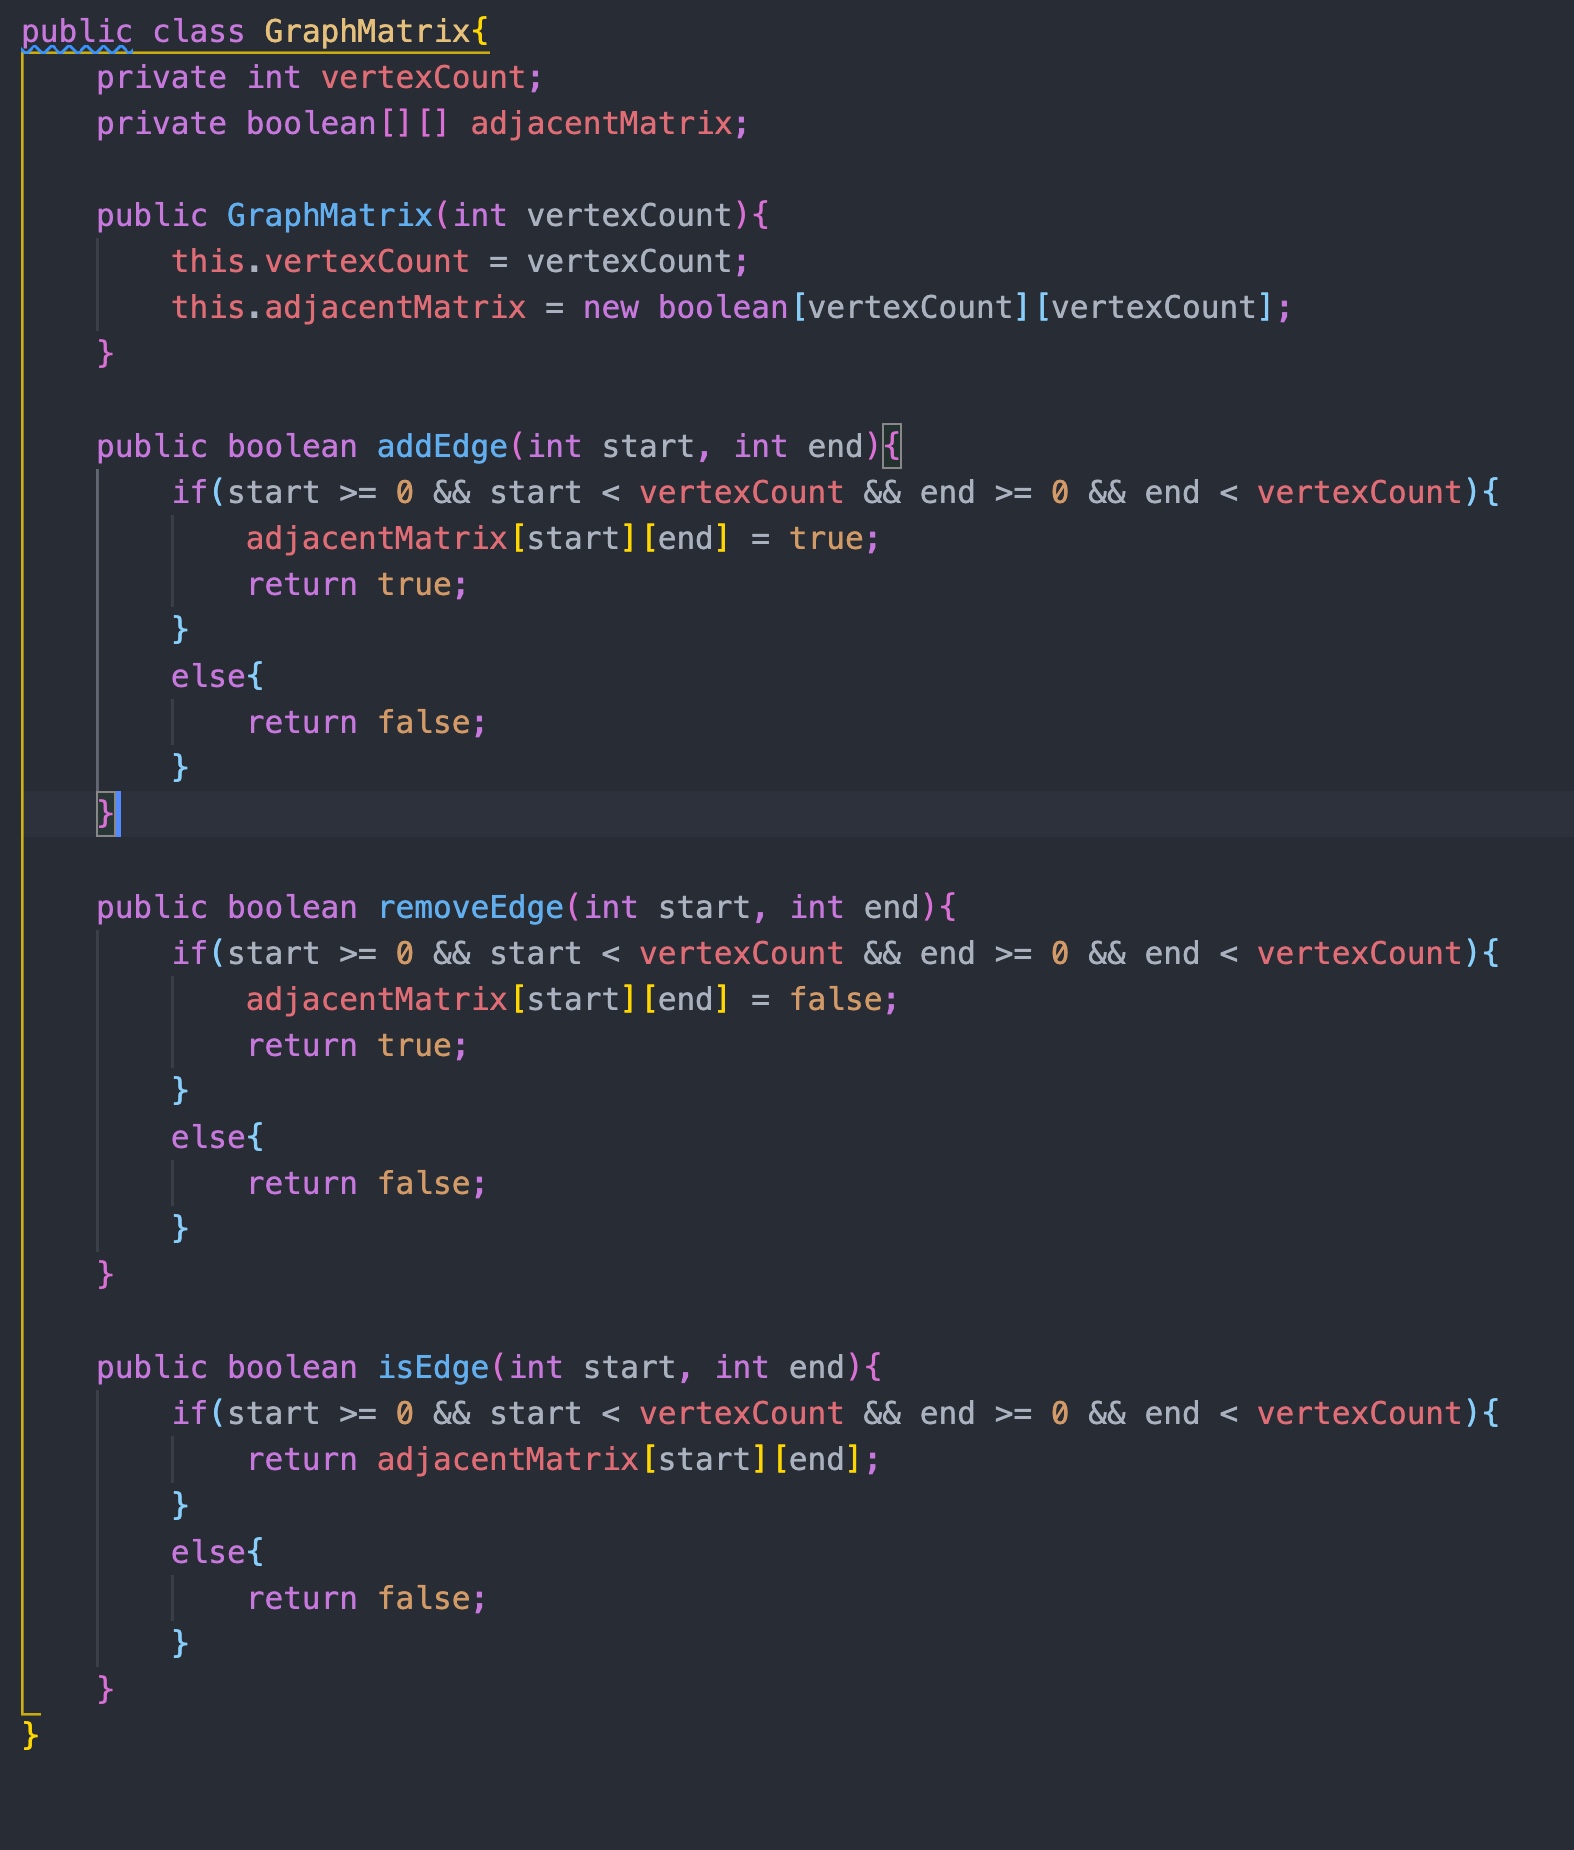 public class GraphMatrix{
    private int vertexCount;
    private boolean[][] adjacentMatrix;

    public GraphMatrix(int vertexCount){
        this.vertexCount = vertexCount;
        this.adjacentMatrix = new boolean[vertexCount][vertexCount];
    }

    public boolean addEdge(int start, int end){
        if(start >= 0 && start < vertexCount && end >= 0 && end < vertexCount){
            adjacentMatrix[start][end] = true;
            return true;
        }
        else{
            return false;
        }
    }

    public boolean removeEdge(int start, int end){
        if(start >= 0 && start < vertexCount && end >= 0 && end < vertexCount){
            adjacentMatrix[start][end] = false;
            return true;
        }
        else{
            return false;
        }
    }

    public boolean isEdge(int start, int end){
        if(start >= 0 && start < vertexCount && end >= 0 && end < vertexCount){
            return adjacentMatrix[start][end];
        }
        else{
            return false;
        }
    }
}